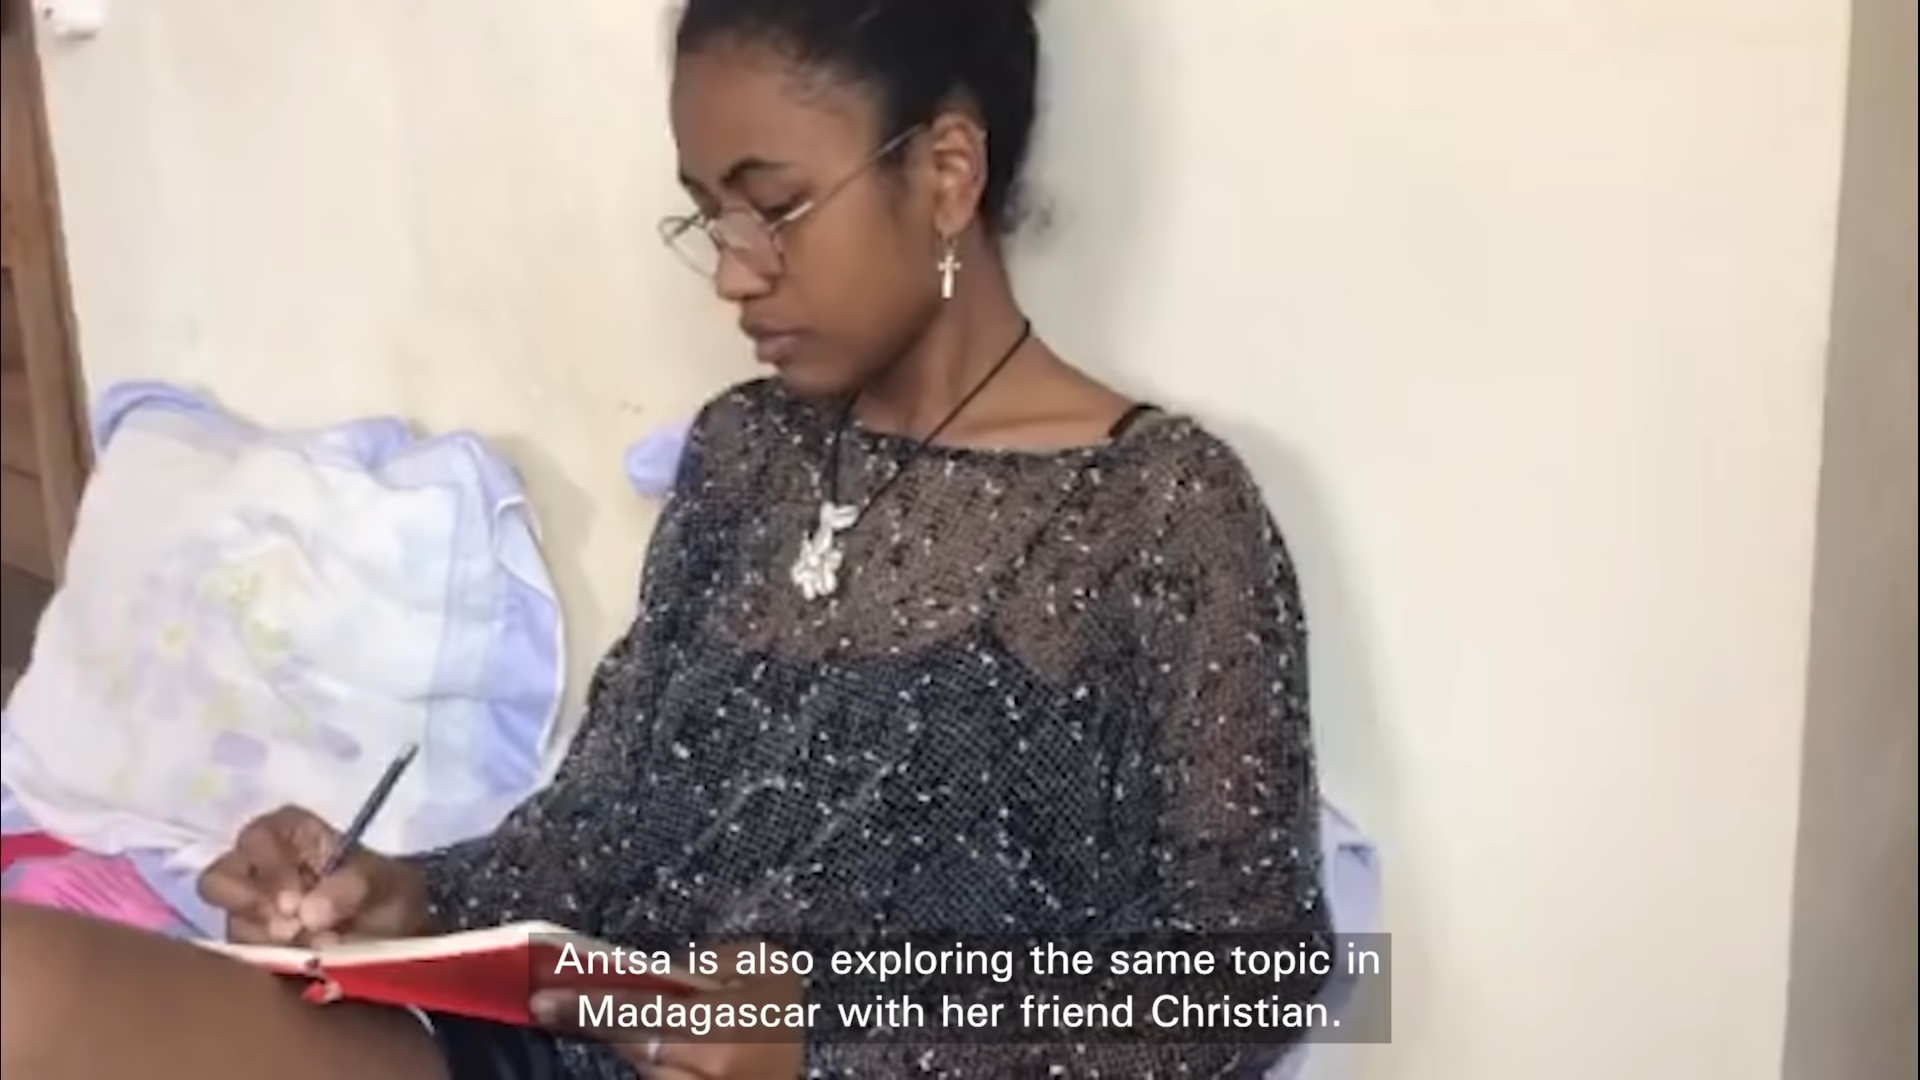 Antsa is also exploring the same topic in
Madagascar with her friend Christian.